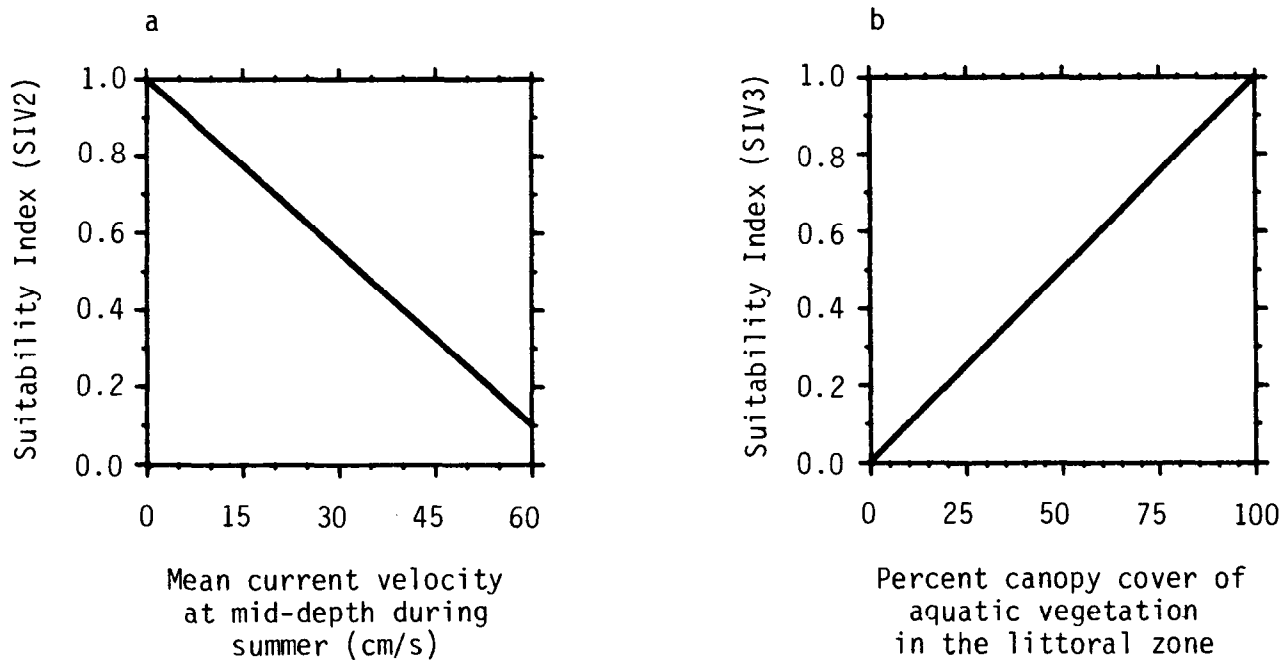 a
Suitability Index (SIV2)
1.0
0.8
0.6
0.4
0.2
0.0
0 15 30 45 60
Mean current velocity
at mid-depth during
summer (cm/s)
b
Suitability Index (SIV3)
1.0
0.8
0.6
0.4
0.2
0.0
0 25 50 75 100
Percent canopy cover of
aquatic vegetation
in the littoral zone